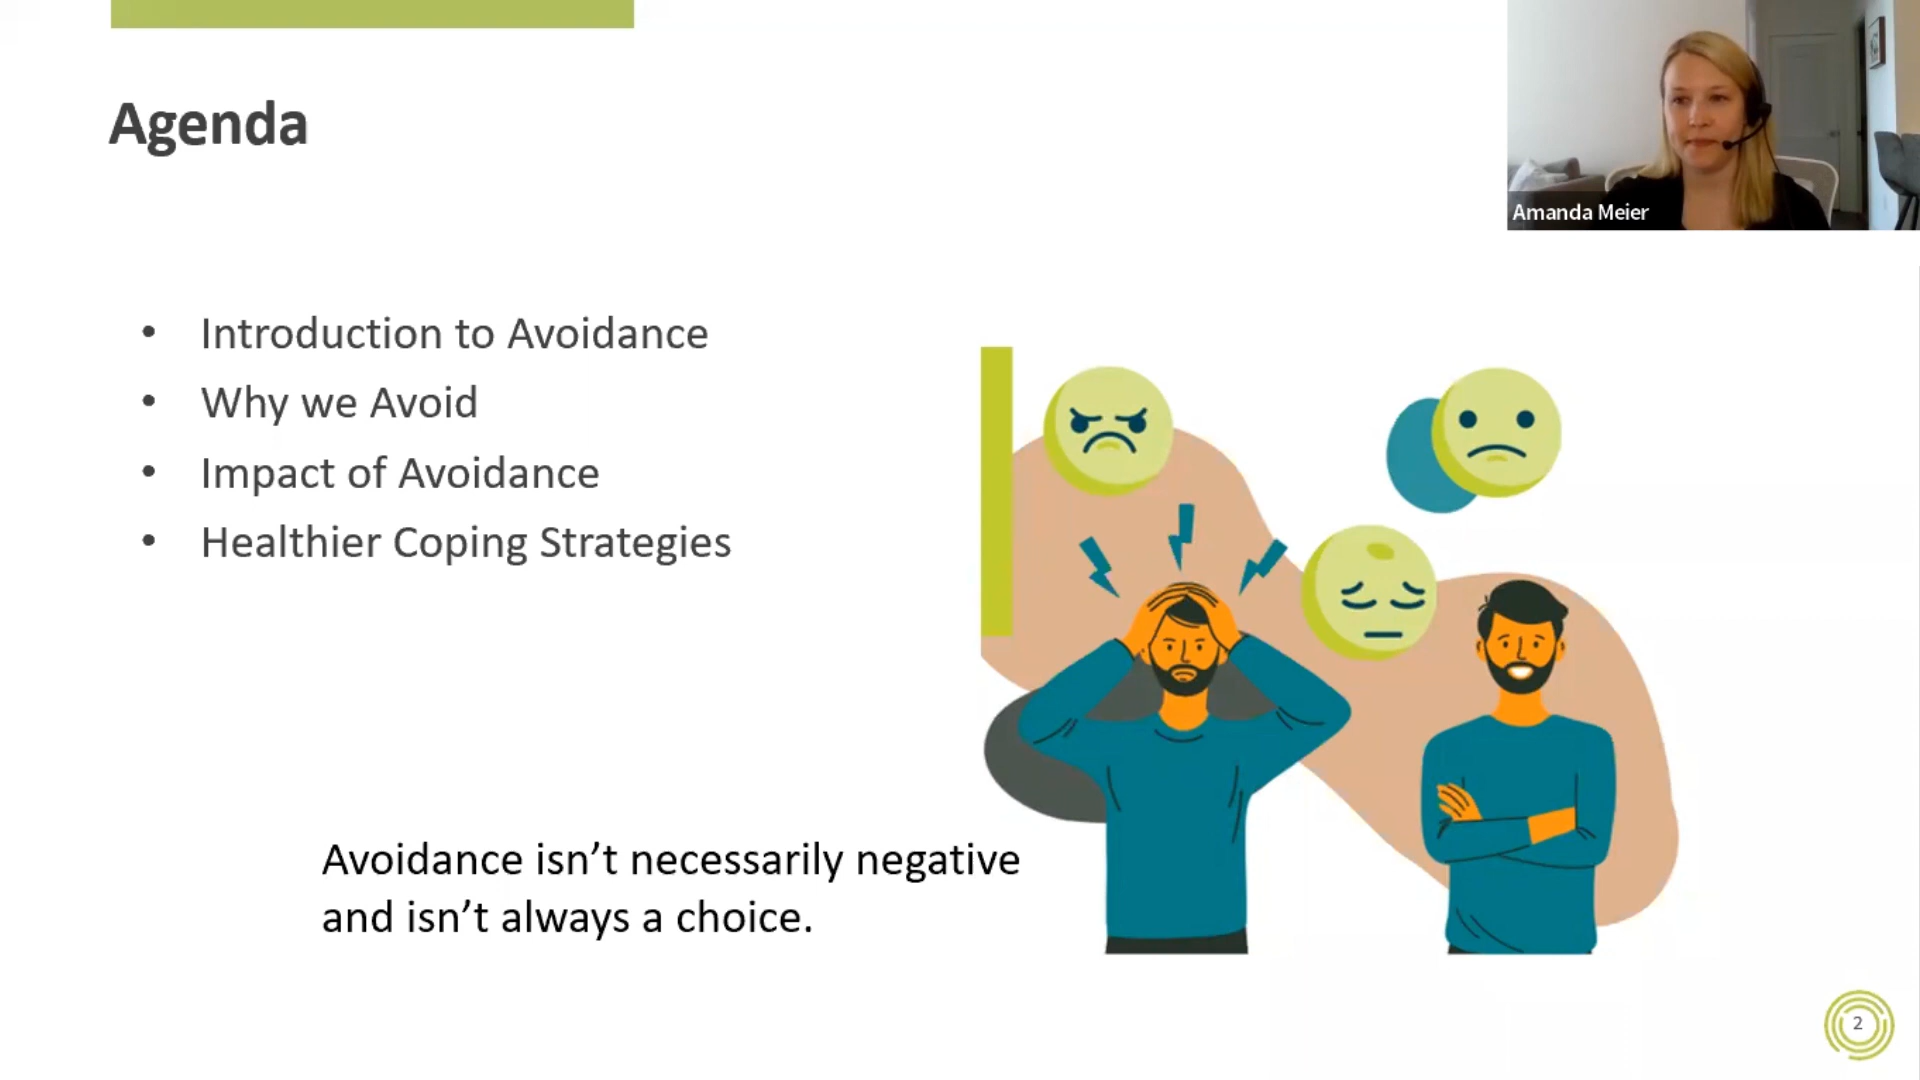 Agenda
Amanda Meier
• Introduction to Avoidance
• Why we Avoid
• Impact of Avoidance
• Healthier Coping Strategies
Avoidance isn’t necessarily negative
and isn’t always a choice.
2